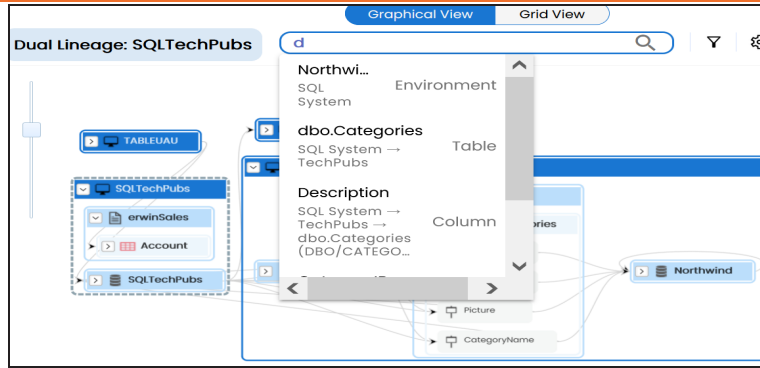 Graphical View Grid View
Dual Lineage: SQLTechPubs
d
Northwi...
SQL
System
Environment
dbo.Categories
SQL System →
TechPubs
Table
Description
SQL System →
TechPubs →
dbo.Categories
(DBO/CATEGO...
Column
TABLEUAU
SQLTechPubs
erwinSales
Account
SQLTechPubs
ories
Northwind
Picture
CategoryName